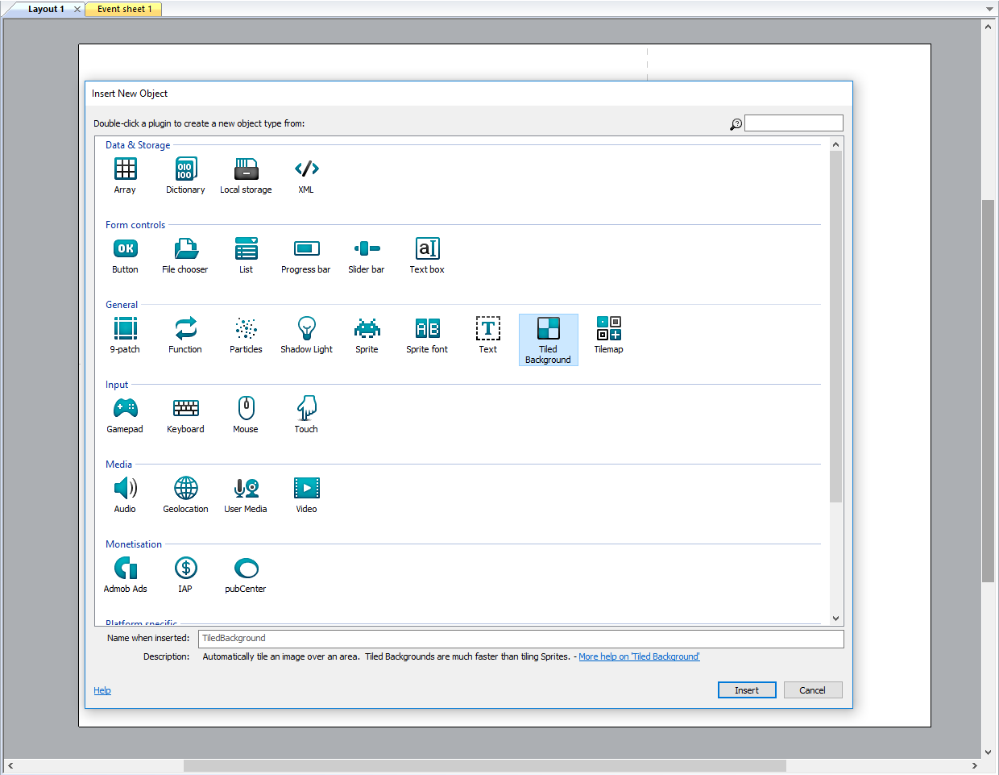 Layout 1
Event sheet 1
Insert New Object
Double-click a plugin to create a new object type from:
Data & Storage
Array Dictionary Local storage XML
Form controls
OK aI
Button File chooser List Progress bar Slider bar Text box
General
AB T
9-patch Function Particles Shadow Light Sprite Sprite font Text Tiled Background Tilemap
Input
Gamepad Keyboard Mouse Touch
Media
Audio Geolocation User Media Video
Monetisation
Admob Ads IAP pubCenter
Platform specific
Name when inserted: TiledBackground
Description: Automatically tile an image over an area. Tiled Backgrounds are much faster than tiling Sprites. - More help on 'Tiled Background'
Help Insert Cancel